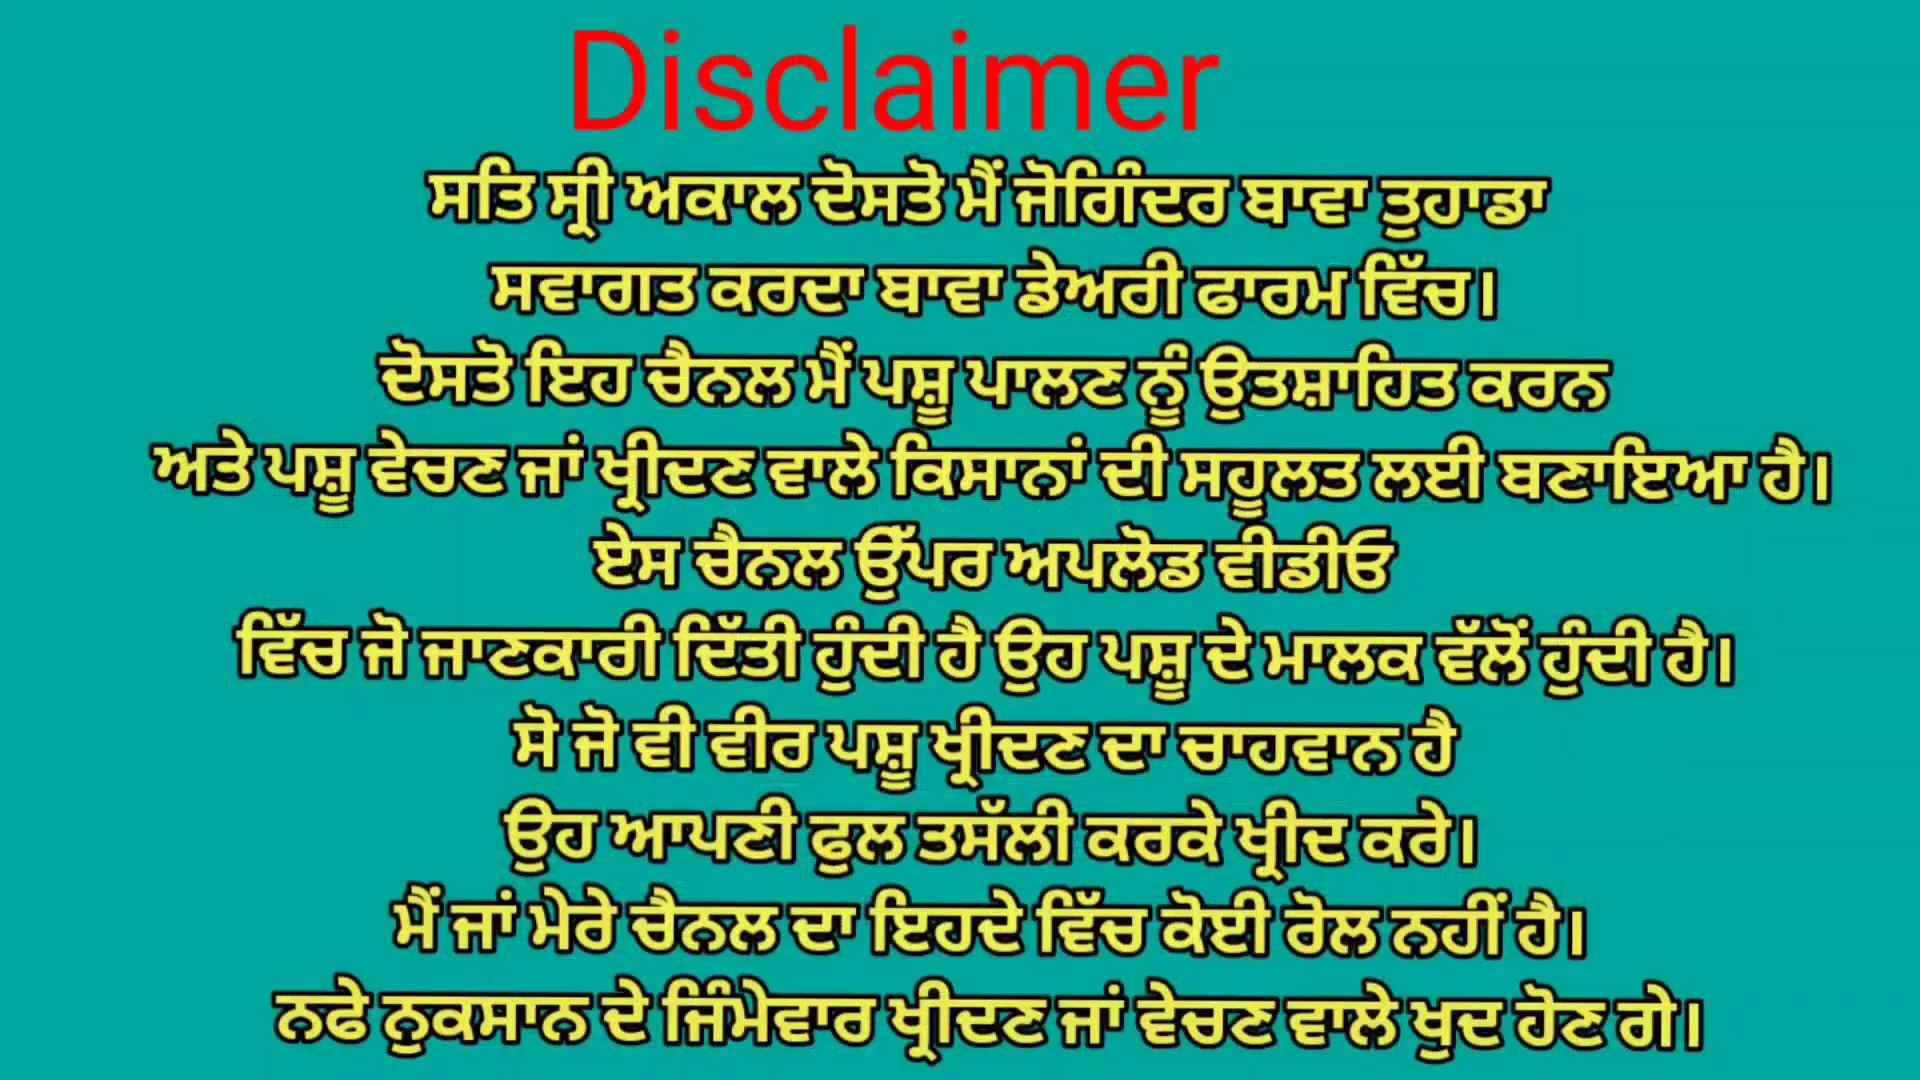 Disclaimer
ਸਤਿ ਸ੍ਰੀ ਅਕਾਲ ਦੋਸਤੋ ਮੈਂ ਜੋਗਿੰਦਰ ਬਾਵਾ ਤੁਹਾਡਾ
ਸਵਾਗਤ ਕਰਦਾ ਬਾਵਾ ਡੇਅਰੀ ਫਾਰਮ ਵਿੱਚ।
ਦੋਸਤੋ ਇਹ ਚੈਨਲ ਮੈਂ ਪਸ਼ੂ ਪਾਲਣ ਨੂੰ ਉਤਸ਼ਾਹਿਤ ਕਰਨ
ਅਤੇ ਪਸ਼ੂ ਵੇਚਣ ਜਾਂ ਖ੍ਰੀਦਣ ਵਾਲੇ ਕਿਸਾਨਾਂ ਦੀ ਸਹੂਲਤ ਲਈ ਬਣਾਇਆ ਹੈ।
ਏਸ ਚੈਨਲ ਉੱਪਰ ਅਪਲੋਡ ਵੀਡੀਓ
ਵਿੱਚ ਜੋ ਜਾਣਕਾਰੀ ਦਿੱਤੀ ਹੁੰਦੀ ਹੈ ਉਹ ਪਸ਼ੂ ਦੇ ਮਾਲਕ ਵੱਲੋਂ ਹੁੰਦੀ ਹੈ।
ਸੋ ਜੋ ਵੀ ਵੀਰ ਪਸ਼ੂ ਖ੍ਰੀਦਣ ਦਾ ਚਾਹਵਾਨ ਹੈ
ਉਹ ਆਪਣੀ ਫੁਲ ਤਸੱਲੀ ਕਰਕੇ ਖ੍ਰੀਦ ਕਰੇ।
ਮੈਂ ਜਾਂ ਮੇਰੇ ਚੈਨਲ ਦਾ ਇਹਦੇ ਵਿੱਚ ਕੋਈ ਰੋਲ ਨਹੀਂ ਹੈ।
ਨਫੇ ਨੁਕਸਾਨ ਦੇ ਜਿੰਮੇਵਾਰ ਖ੍ਰੀਦਣ ਜਾਂ ਵੇਚਣ ਵਾਲੇ ਖੁਦ ਹੋਣ ਗੇ।